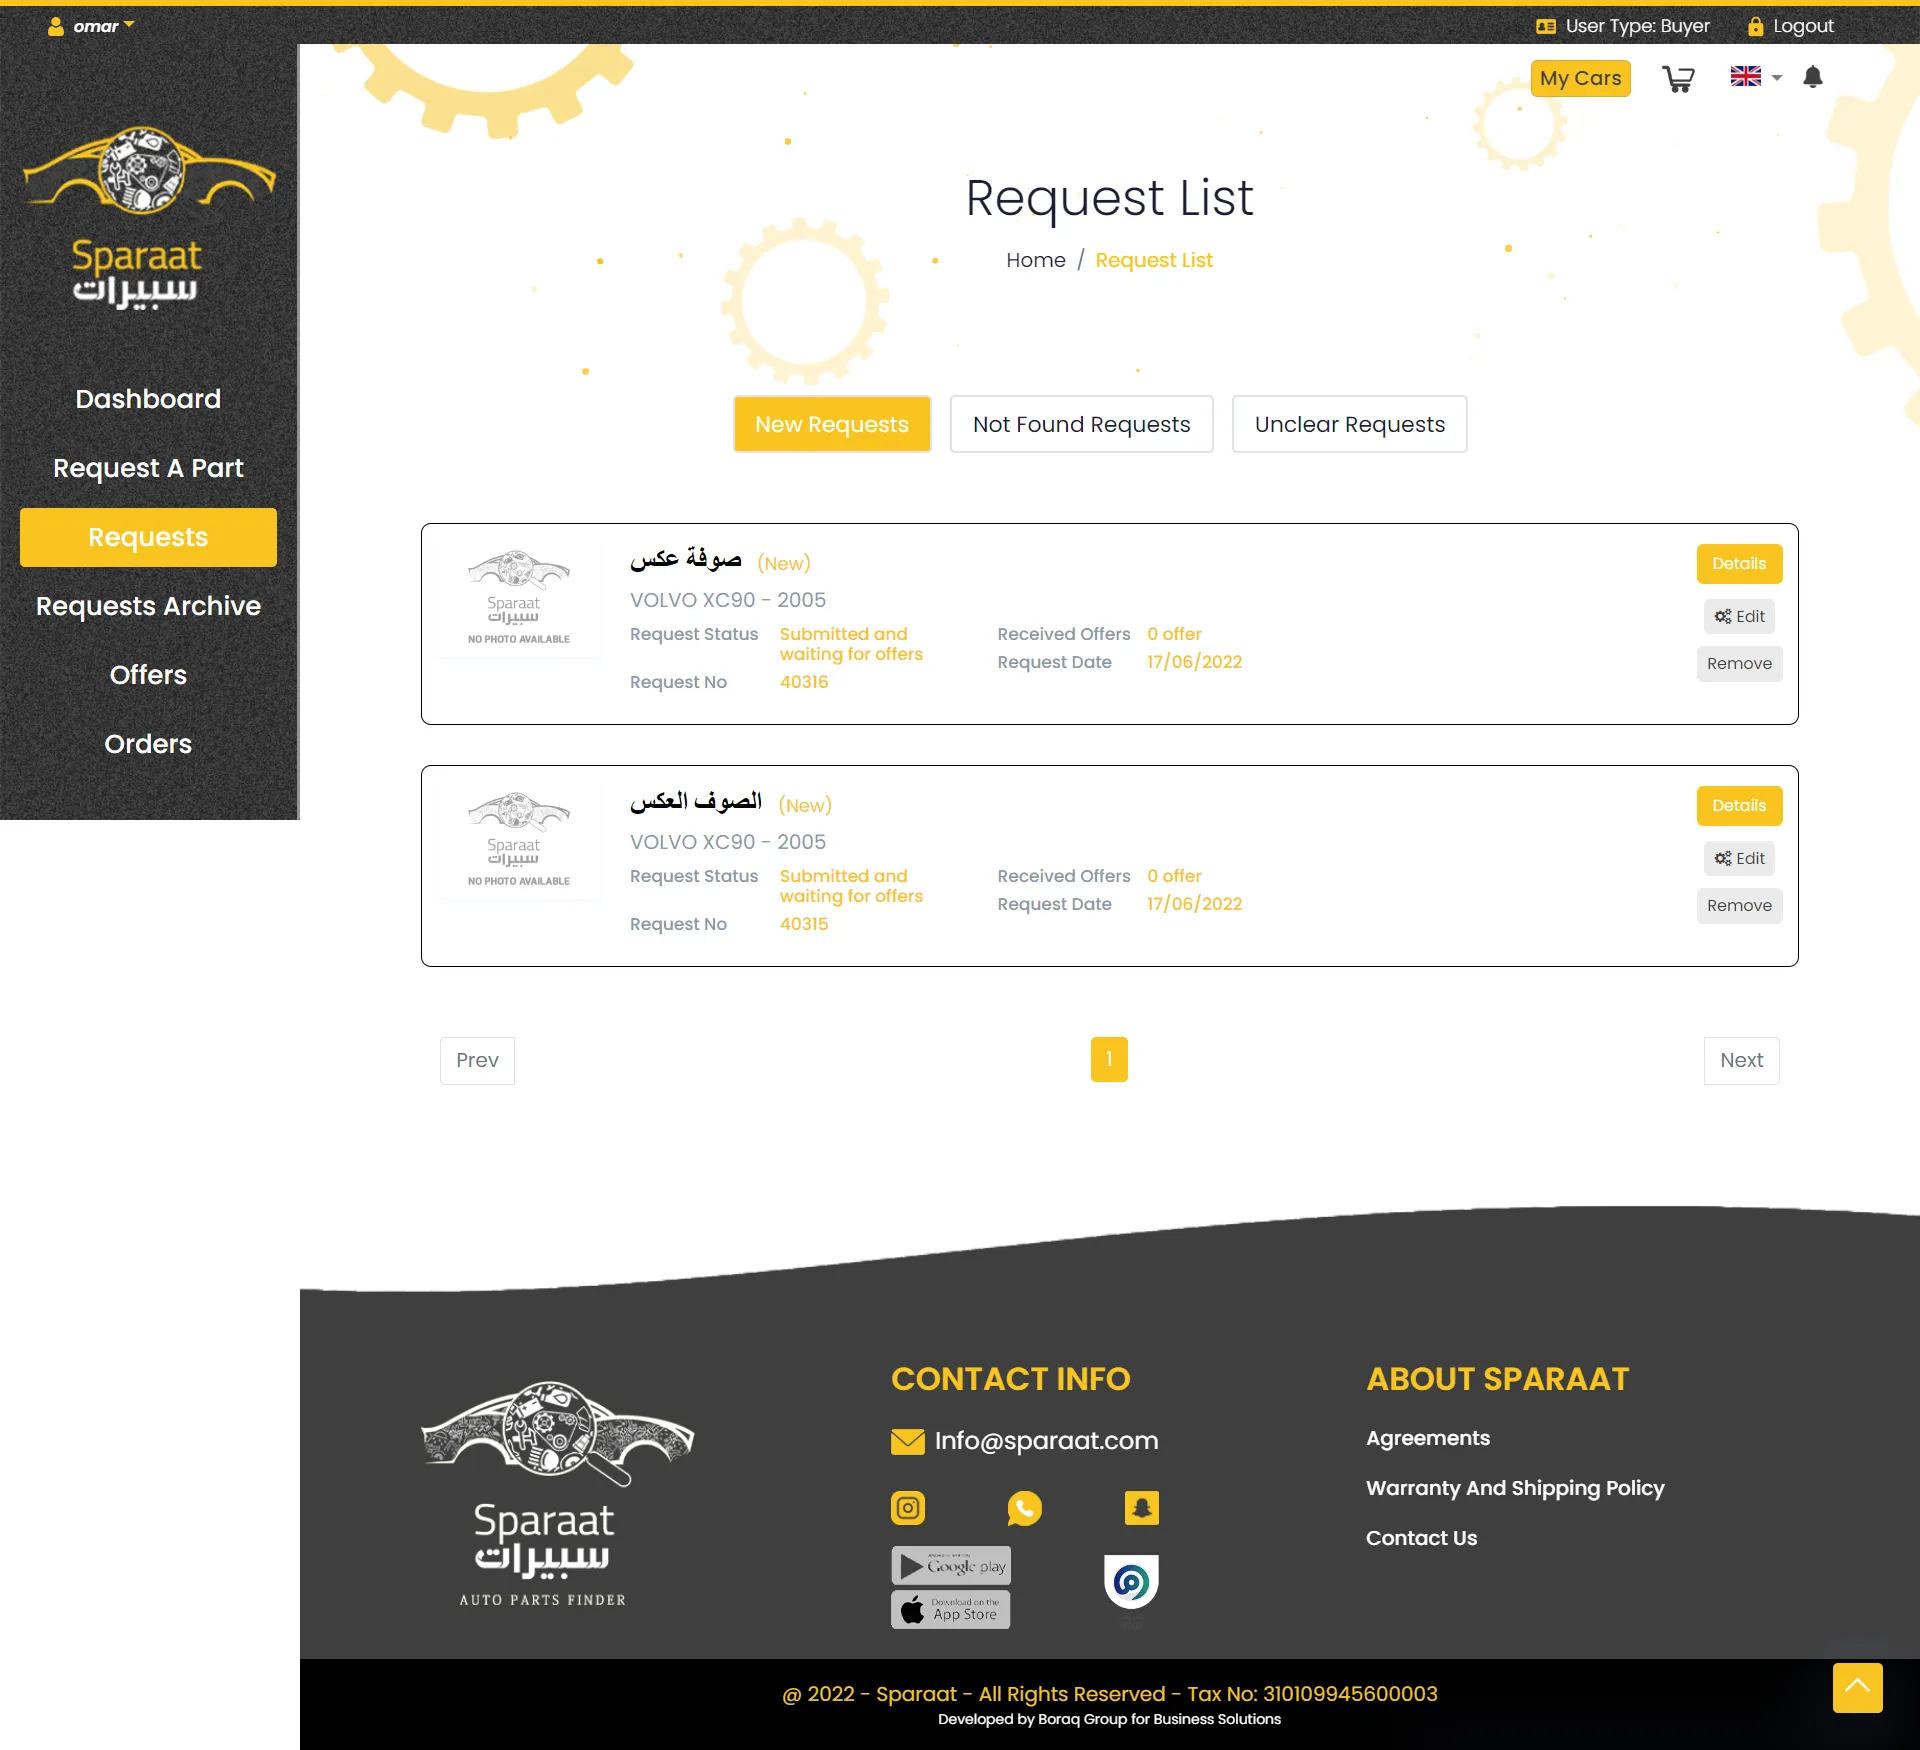 omar
User Type: Buyer
Logout
My Cars
Sparaat
سبيرات
Dashboard
Request A Part
Requests
Requests Archive
Offers
Orders
Request List
Home / Request List
New Requests
Not Found Requests
Unclear Requests
صوفة عكس (New)
VOLVO XC90 - 2005
Request Status Submitted and waiting for offers
Request No 40316
Received Offers 0 offer
Request Date 17/06/2022
Details
Edit
Remove
Sparaat
سبيرات
NO PHOTO AVAILABLE
الصوف العكس (New)
VOLVO XC90 - 2005
Request Status Submitted and waiting for offers
Request No 40315
Received Offers 0 offer
Request Date 17/06/2022
Details
Edit
Remove
Sparaat
سبيرات
NO PHOTO AVAILABLE
Prev
1
Next
Sparaat
سبيرات
AUTO PARTS FINDER
CONTACT INFO
Info@sparaat.com
Google play
Download on the
App Store
ABOUT SPARAAT
Agreements
Warranty And Shipping Policy
Contact Us
@ 2022 - Sparaat - All Rights Reserved - Tax No: 310109945600003
Developed by Boraq Group for Business Solutions